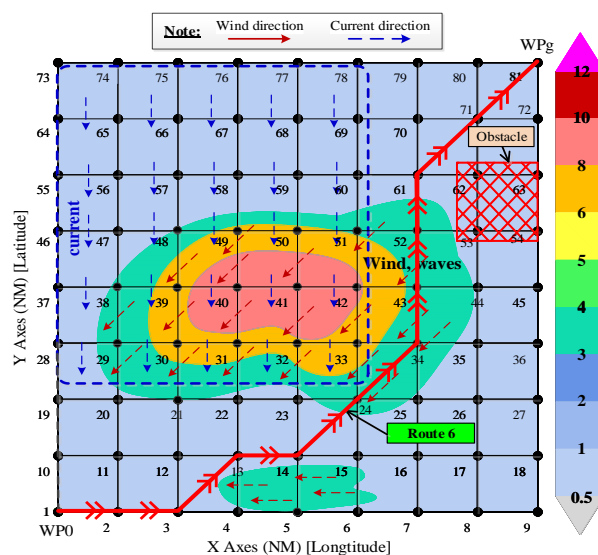 Note: Wind direction Current direction
WPg
73 74 75 76 77 78 79 80 81
71 72
64 65 66 67 68 69 70
Obstacle
55 56 57 58 59 60 61 62 63
current
46 47 48 49 50 51 52 53 54
Wind, waves
37 38 39 40 41 42 43 44 45
28 29 30 31 32 33 34 35 36
19 20 21 22 23 24 25 26 27
Route 6
10 11 12 13 14 15 16 17 18
1 2 3 4 5 6 7 8 9
WP0
X Axes (NM) [Longtitude]
Y Axes (NM) [Latitude]
12
10
8
6
5
4
3
2
1
0.5